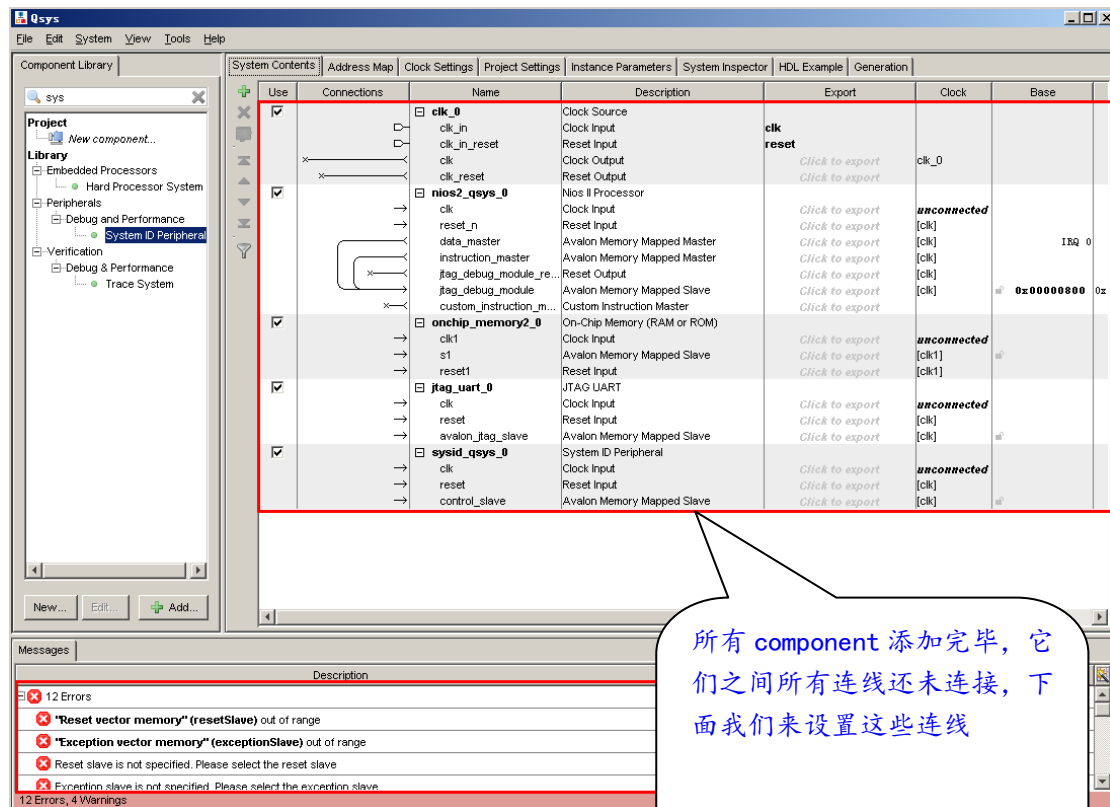 Qsys
File Edit System View Tools Help
Component Library
sys
Project
New component...
Library
Embedded Processors
Hard Processor System
Peripherals
Debug and Performance
System ID Peripheral
Verification
Debug & Performance
Trace System
New... Edit... Add...
System Contents Address Map Clock Settings Project Settings Instance Parameters System Inspector HDL Example Generation
Use Connections Name Description Export Clock Base
clk_0 Clock Source
clk_in Clock Input clk
clk_in_reset Reset Input reset
clk Clock Output Click to export clk_0
clk_reset Reset Output Click to export
nios2_qsys_0 Nios II Processor
clk Clock Input Click to export unconnected
reset_n Reset Input Click to export [clk]
data_master Avalon Memory Mapped Master Click to export [clk] IRQ 0
instruction_master Avalon Memory Mapped Master Click to export [clk]
jtag_debug_module_re... Reset Output Click to export [clk]
jtag_debug_module Avalon Memory Mapped Slave Click to export [clk] 0x00000800 0x
custom_instruction_m... Custom Instruction Master Click to export
onchip_memory2_0 On-Chip Memory (RAM or ROM)
clk1 Clock Input Click to export unconnected
s1 Avalon Memory Mapped Slave Click to export [clk1]
reset1 Reset Input Click to export [clk1]
jtag_uart_0 JTAG UART
clk Clock Input Click to export unconnected
reset Reset Input Click to export [clk]
avalon_jtag_slave Avalon Memory Mapped Slave Click to export [clk]
sysid_qsys_0 System ID Peripheral
clk Clock Input Click to export unconnected
reset Reset Input Click to export [clk]
control_slave Avalon Memory Mapped Slave Click to export [clk]
所有 component 添加完毕，它
们之间所有连线还未连接，下
面我们来设置这些连线
Messages
Description
12 Errors
"Reset vector memory" (resetSlave) out of range
"Exception vector memory" (exceptionSlave) out of range
Reset slave is not specified. Please select the reset slave
Exception slave is not specified. Please select the exception slave
12 Errors, 4 Warnings